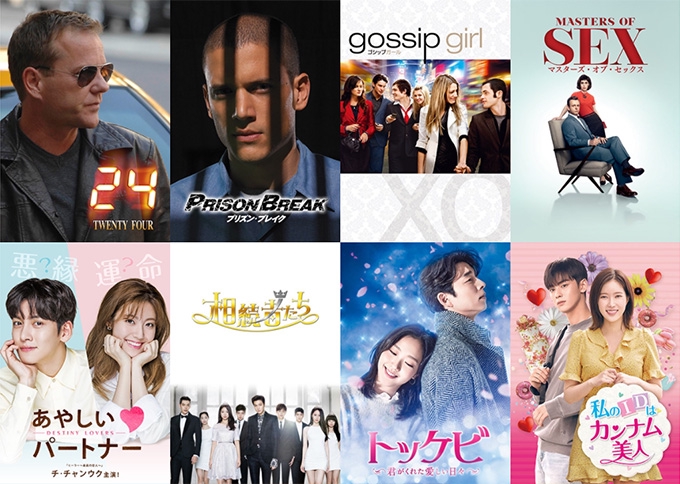 24
TWENTY FOUR
PRISON BREAK
プリズン・ブレイク
gossip girl
ゴシップガール
XO
MASTERS OF
SEX
マスターズ・オブ・セックス
悪?縁 運?命
あやしい
DESTINY LOVERS
パートナー
チ・チャンウク主演!
相続者たち
トッケビ
〜君がくれた愛しい日々〜
私のIDは
カンナム
美人